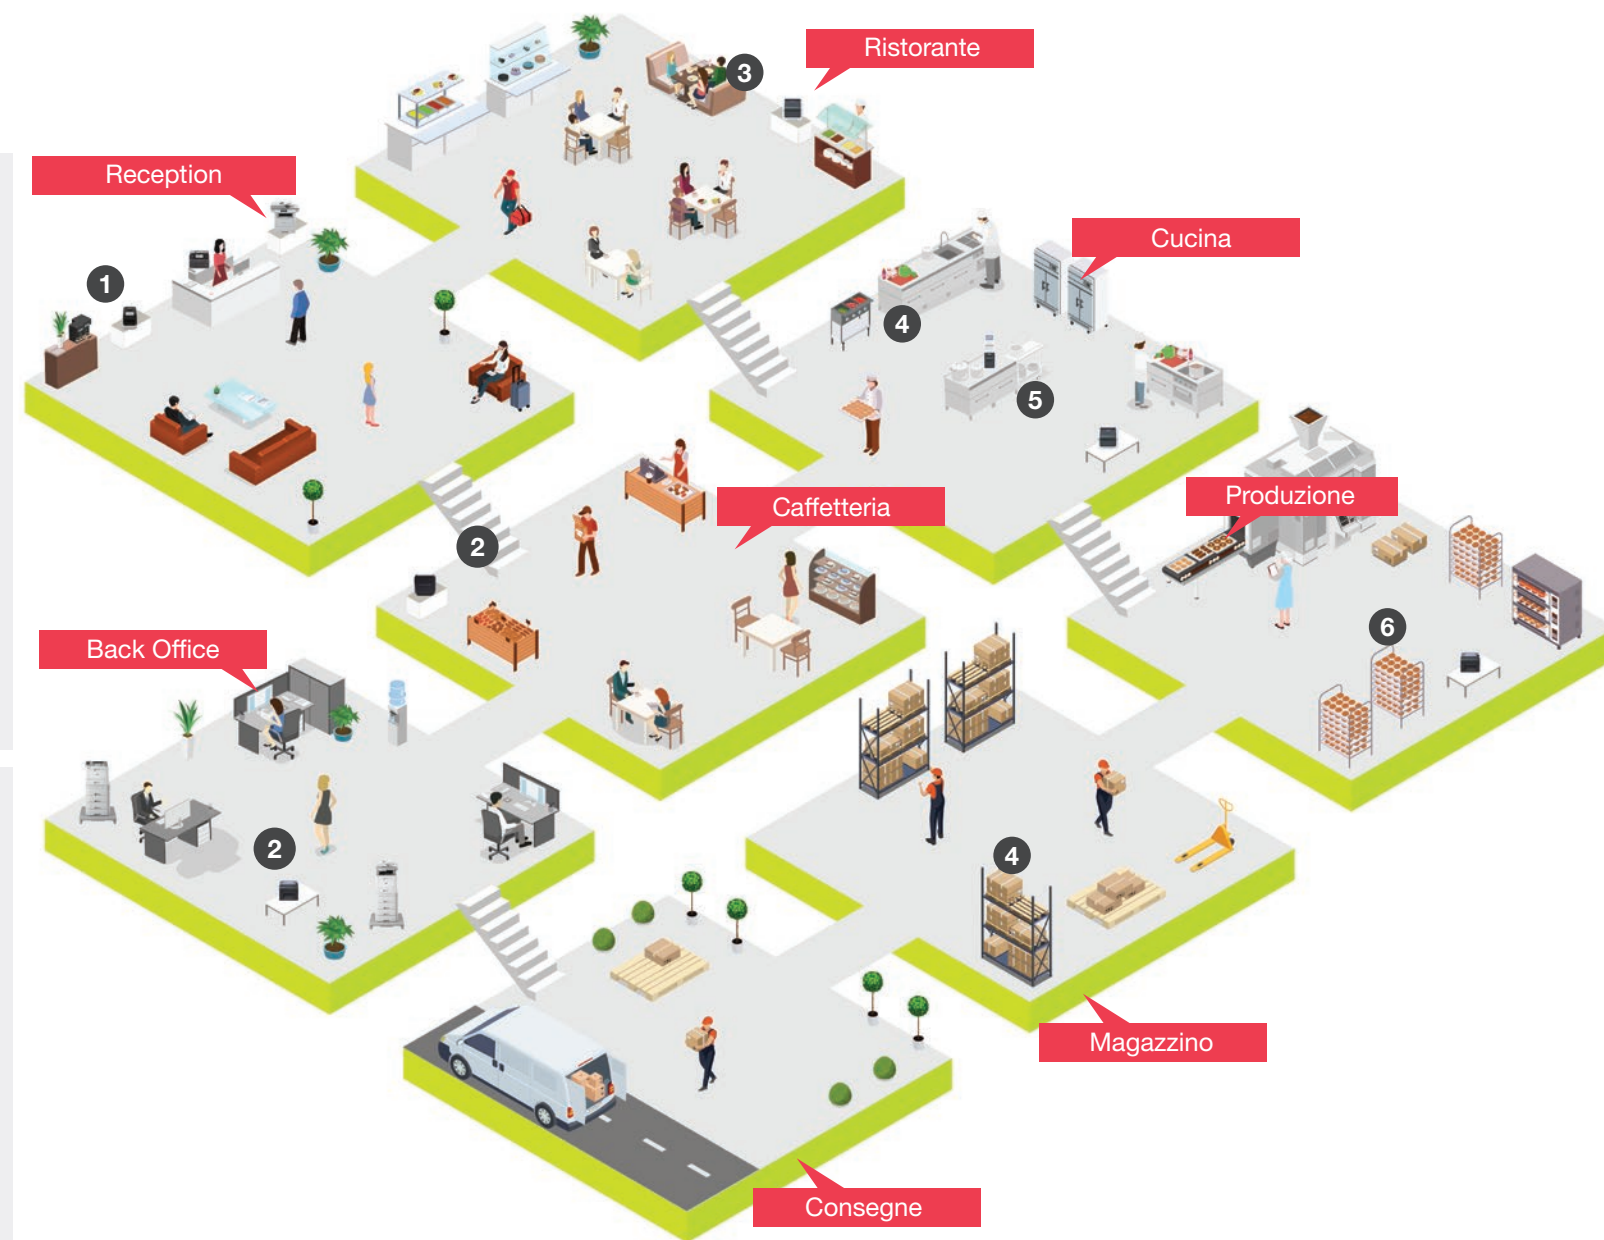 Ristorante
3
Reception
Cucina
1
4
5
Produzione
Caffetteria
2
6
Back Office
2
4
Magazzino
Consegne